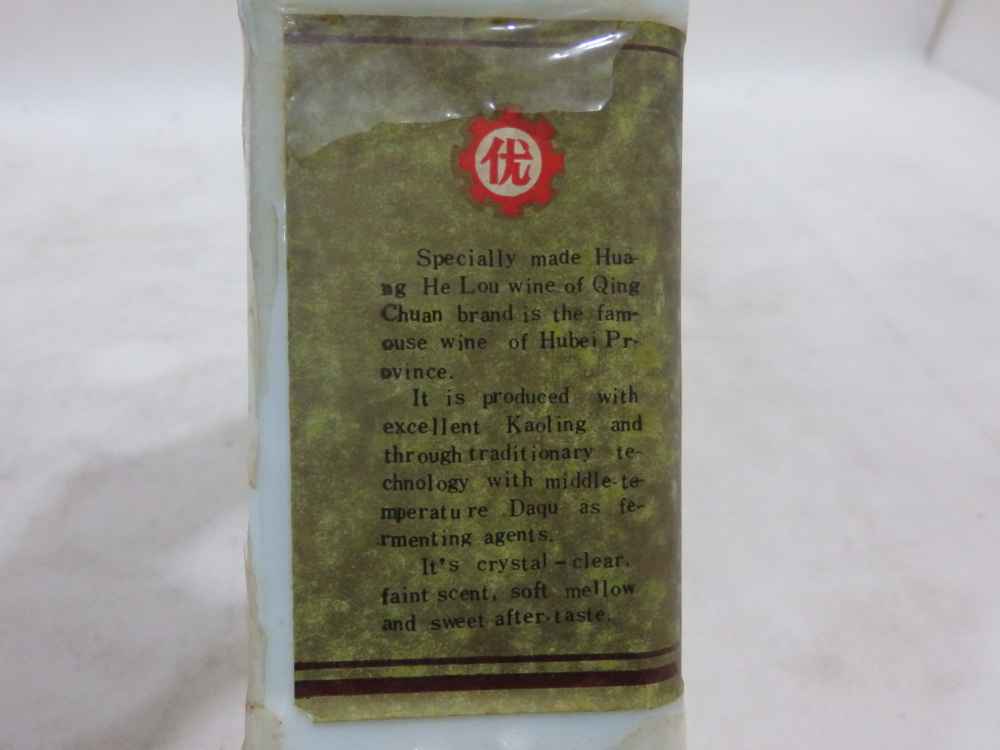 优
Specially made Hua-
ng He Lou wine of Qing
Chuan brand is the fam-
ouse wine of Hubei Pr-
ovince.
It is produced with
excellent Kaoling and
through traditionary te-
chnology with middle-te-
mperature Daqu as fe-
rmenting agents.
It's crystal-clear,
faint scent, soft mellow
and sweet after-taste.